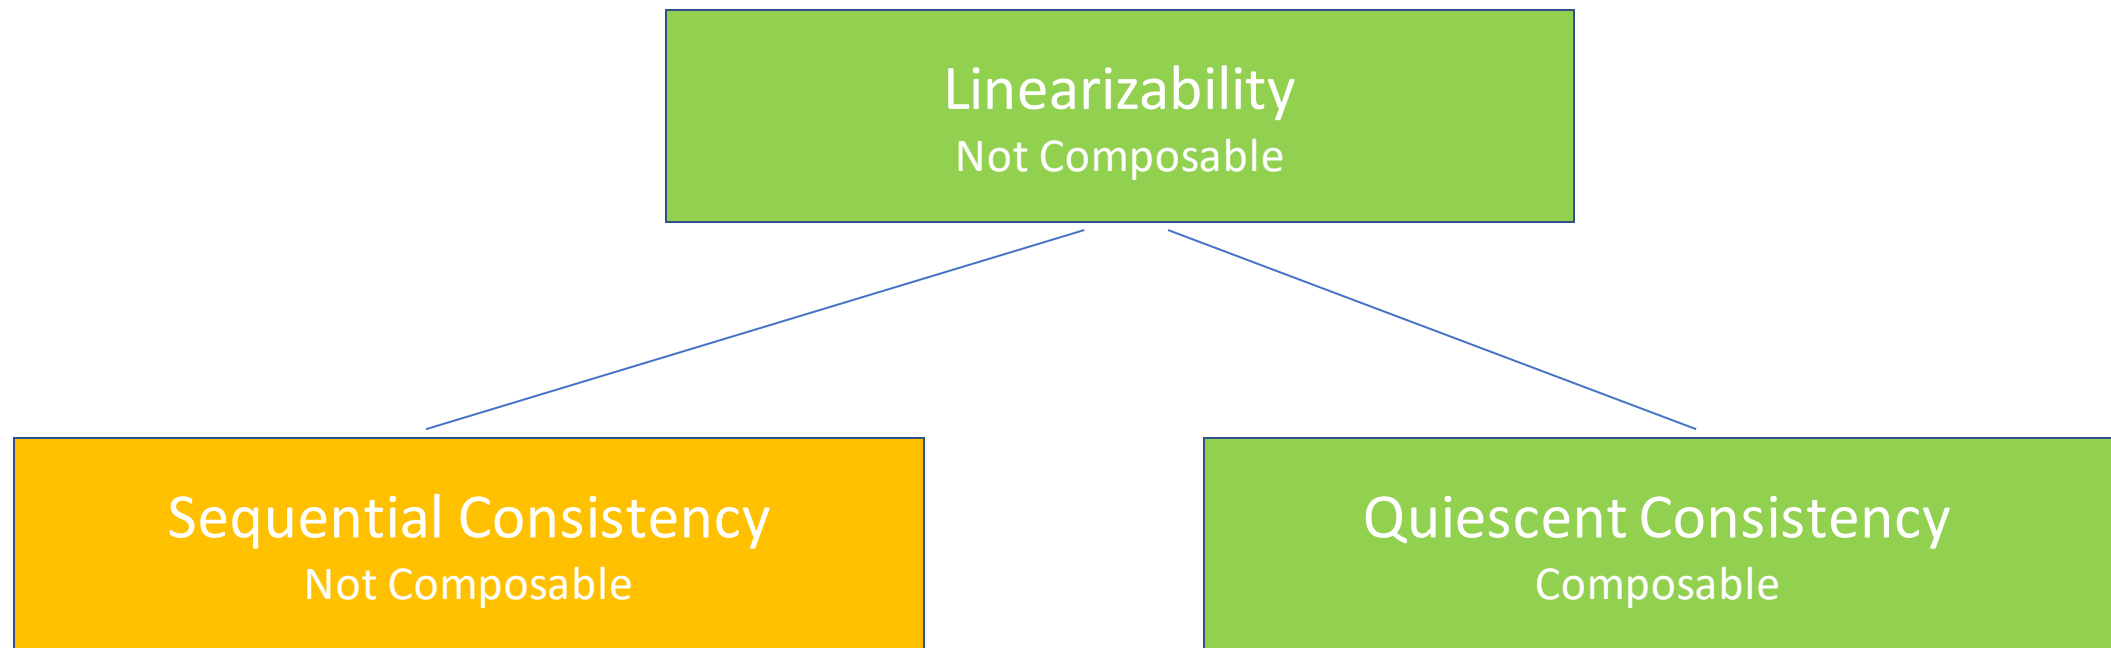 Linearizability
Not Composable
Sequential Consistency
Not Composable
Quiescent Consistency
Composable